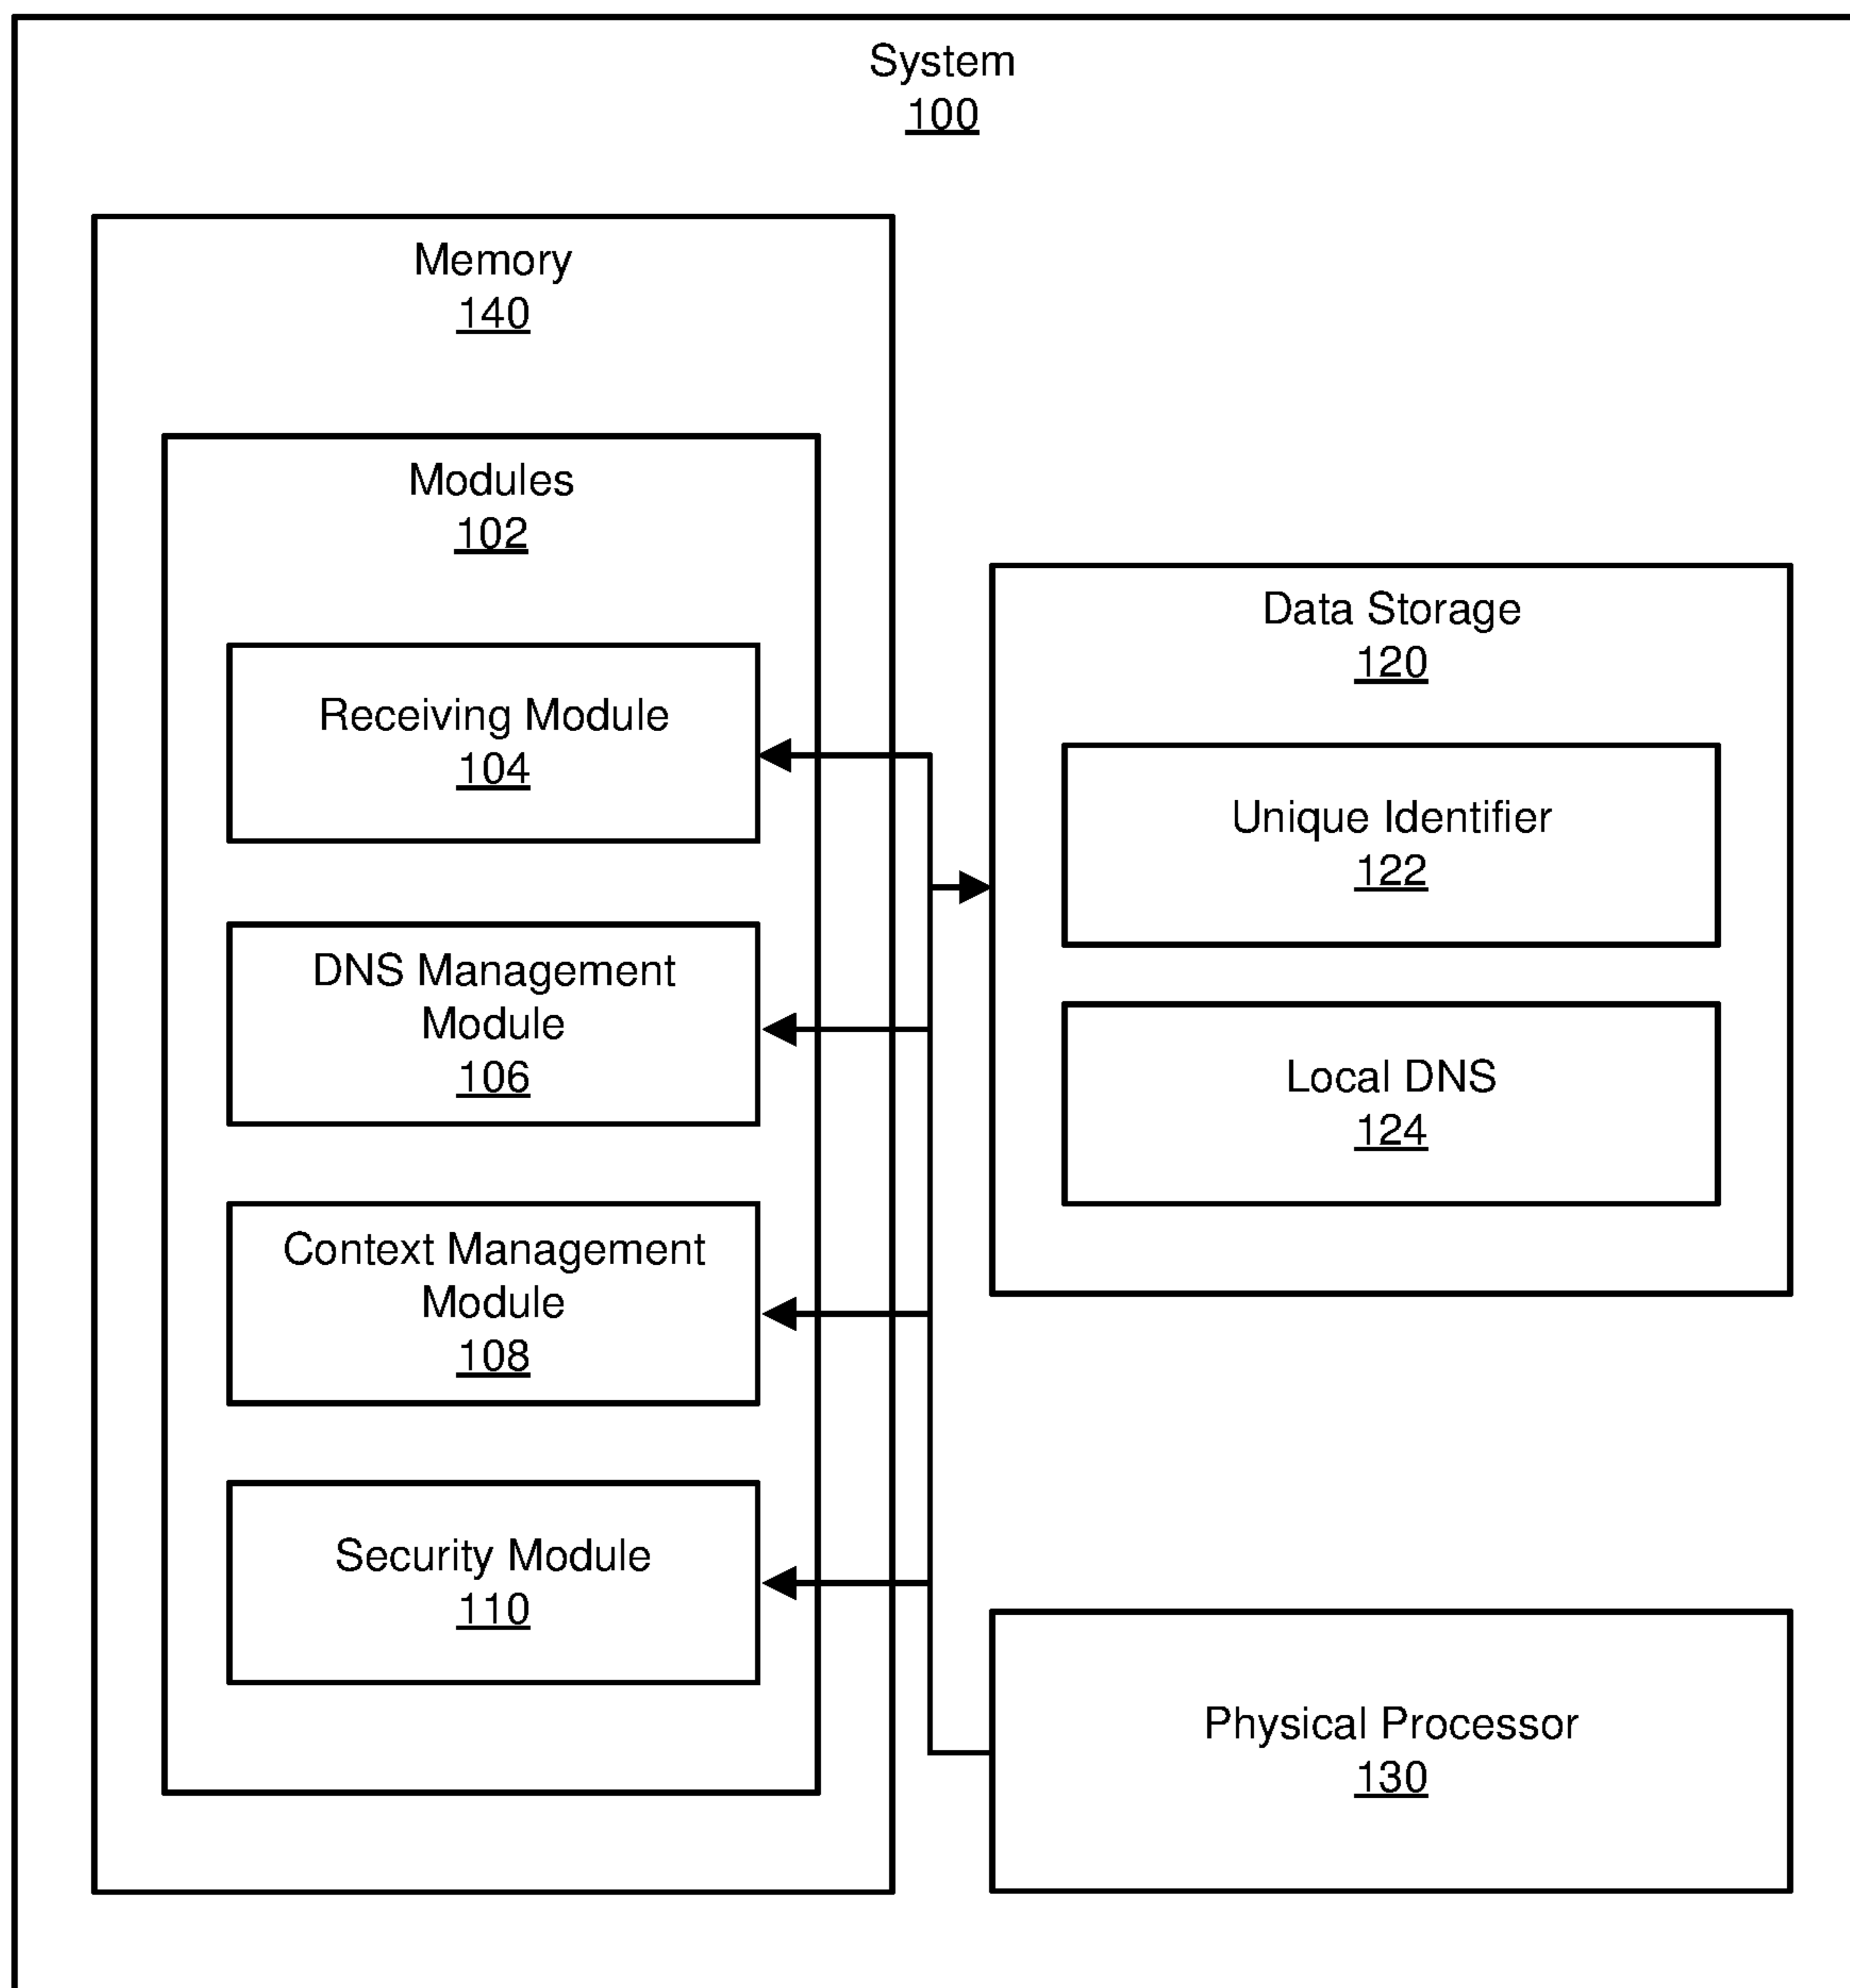 System
100
Memory
140
Modules
102
Receiving Module
104
DNS Management
Module
106
Context Management
Module
108
Security Module
110
Data Storage
120
Unique Identifier
122
Local DNS
124
Physical Processor
130